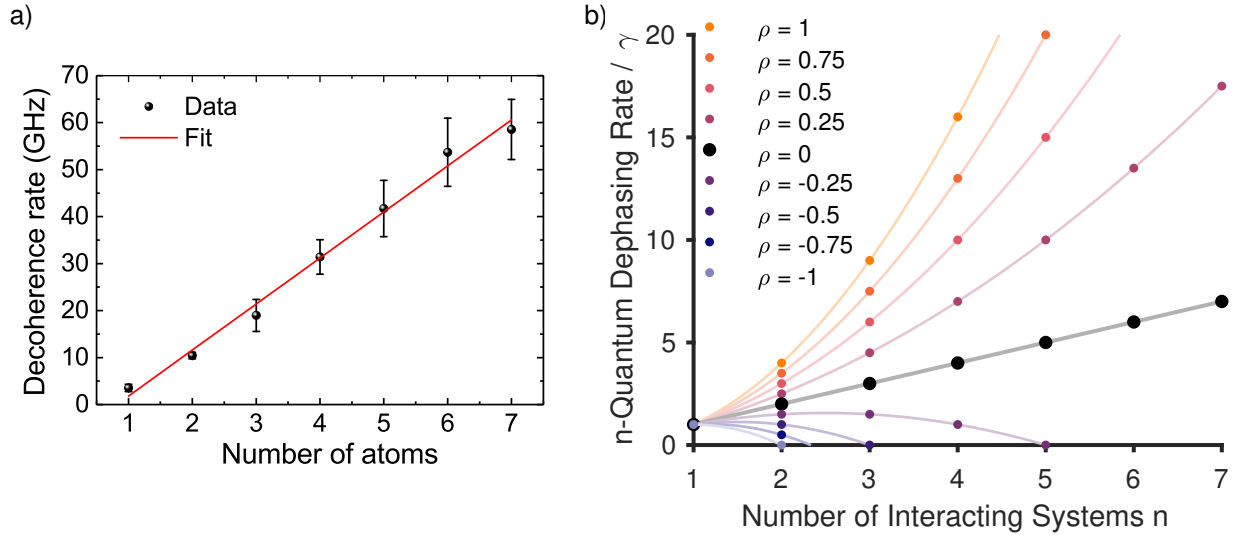 a)
Decoherence rate (GHz)
70
60
50
40
30
20
10
0
Data
Fit
1 2 3 4 5 6 7
Number of atoms
b)
n-Quantum Dephasing Rate / γ
20
15
10
5
0
ρ = 1
ρ = 0.75
ρ = 0.5
ρ = 0.25
ρ = 0
ρ = -0.25
ρ = -0.5
ρ = -0.75
ρ = -1
1 2 3 4 5 6 7
Number of Interacting Systems n